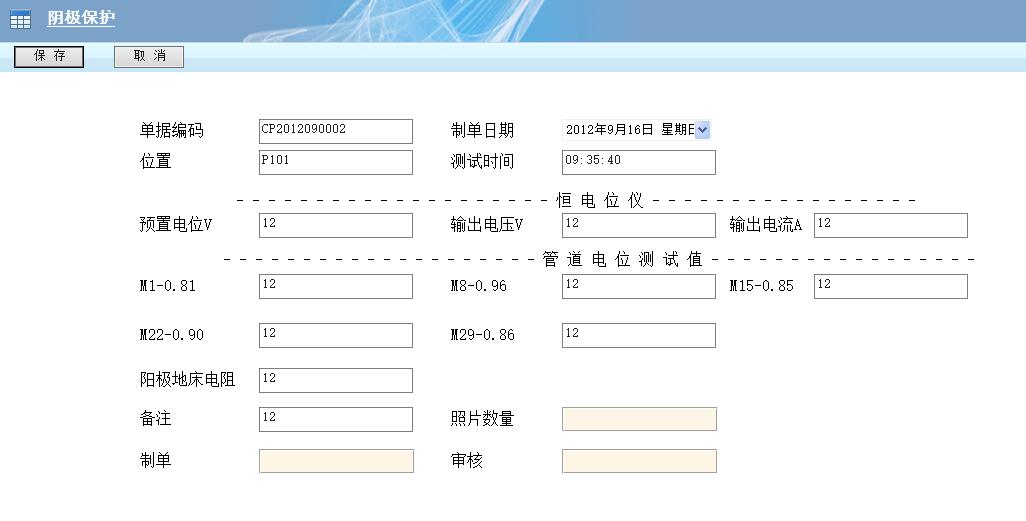 阴极保护
保 存 取 消
单据编码 CP2012090002 制单日期 2012年9月16日 星期日
位置 P101 测试时间 09:35:40
恒 电 位 仪
预置电位V 12 输出电压V 12 输出电流A 12
管 道 电 位 测 试 值
M1-0.81 12 M8-0.96 12 M15-0.85 12
M22-0.90 12 M29-0.86 12
阳极地床电阻 12
备注 12 照片数量
制单 审核